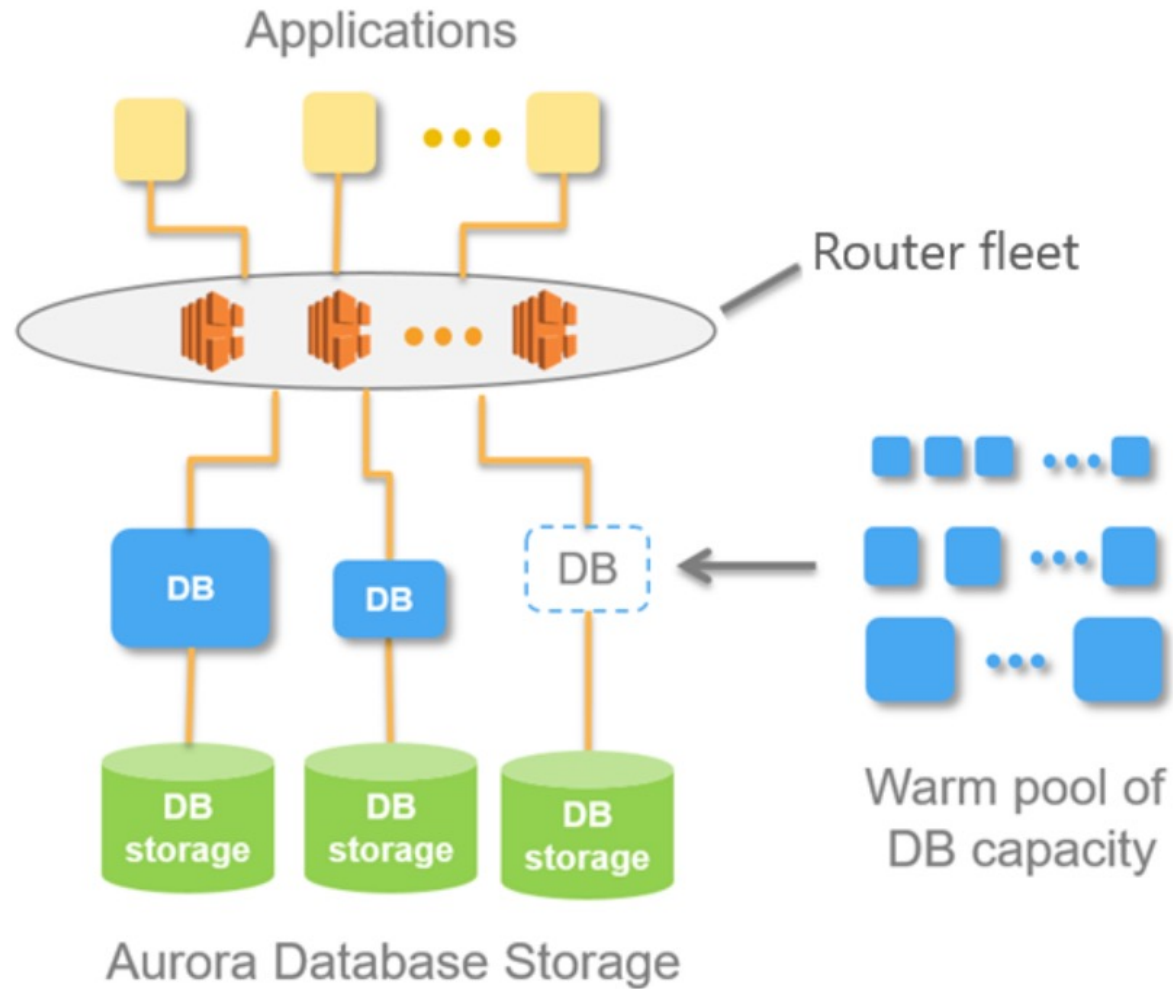 Applications
Router fleet
DB
DB
DB
DB
storage
DB
storage
DB
storage
Warm pool of
DB capacity
Aurora Database Storage